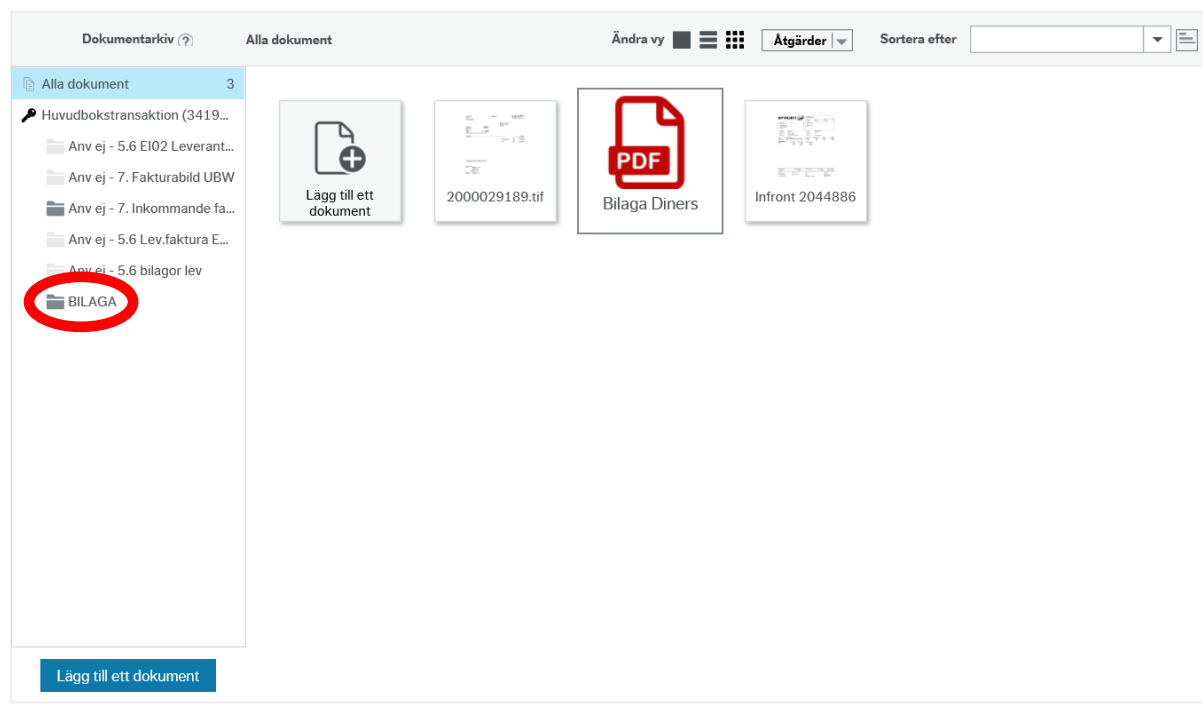 Dokumentarkiv (?)
Alla dokument
Ändra vy
Åtgärder
Sortera efter
Alla dokument 3
Huvudbokstransaktion (3419...
Anv ej - 5.6 EI02 Leverant...
Anv ej - 7. Fakturabild UBW
Anv ej - 7. Inkommande fa...
Anv ej - 5.6 Lev.faktura E...
Anv ej - 5.6 bilagor lev
BILAGA
Lägg till ett
dokument
2000029189.tif
PDF
Bilaga Diners
INFRONT
Infront 2044886
Lägg till ett dokument